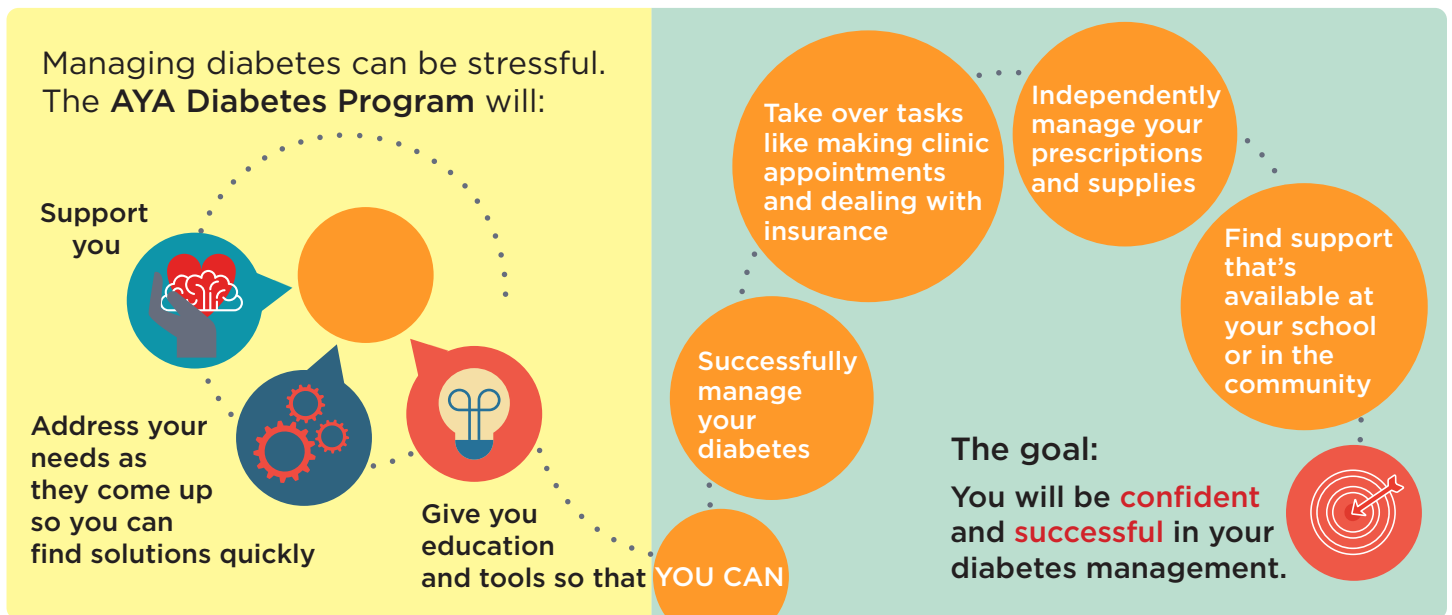 Managing diabetes can be stressful.
The AYA Diabetes Program will:
Support
you
Address your
needs as
they come up
so you can
find solutions quickly
Give you
education
and tools so that
YOU CAN
Successfully
manage
your
diabetes
Take over tasks
like making clinic
appointments
and dealing with
insurance
Independently
manage your
prescriptions
and supplies
Find support
that's
available at
your school
or in the
community
The goal:
You will be confident
and successful in your
diabetes management.